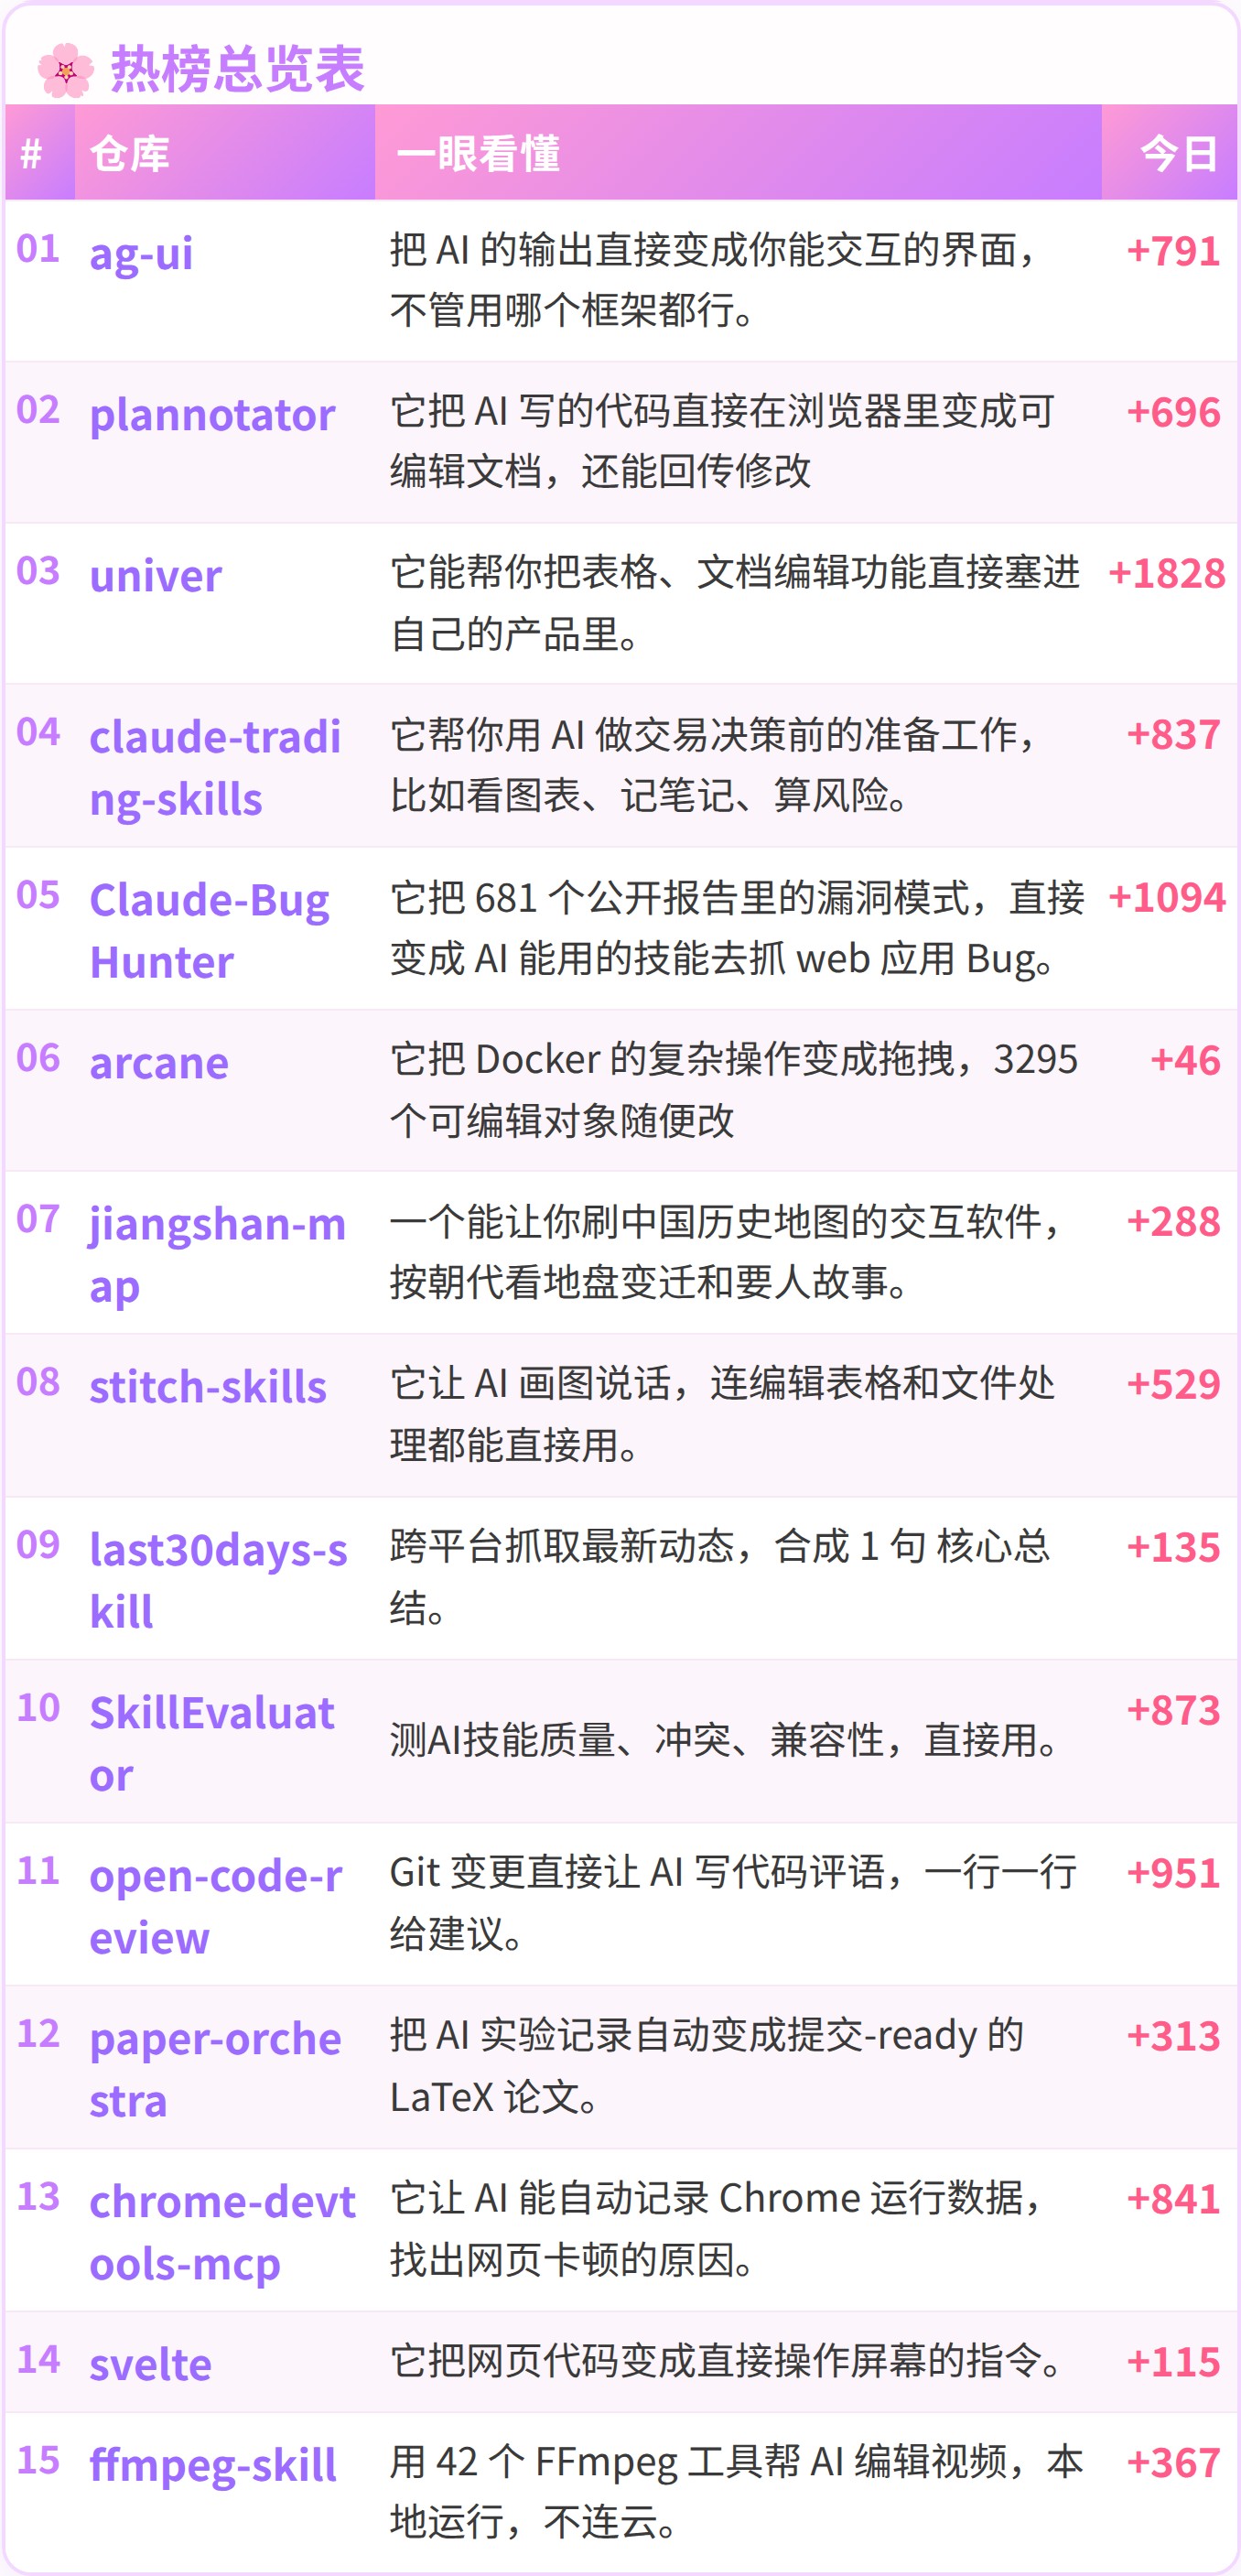 🌸 热榜总览表
# 仓库 一眼看懂 今日
01 ag-ui 把 AI 的输出直接变成你能交互的界面， +791
不管用哪个框架都行。
02 plannotator 它把 AI 写的代码直接在浏览器里变成可 +696
编辑文档，还能回传修改
03 univer 它能帮你把表格、文档编辑功能直接塞进 +1828
自己的产品里。
04 claude-tradi 它帮你用 AI 做交易决策前的准备工作， +837
ng-skills 比如看图表、记笔记、算风险。
05 Claude-Bug 它把 681 个公开报告里的漏洞模式，直接 +1094
Hunter 变成 AI 能用的技能去抓 web 应用 Bug。
06 arcane 它把 Docker 的复杂操作变成拖拽，3295 +46
个可编辑对象随便改
07 jiangshan-m 一个能让你刷中国历史地图的交互软件， +288
ap 按朝代看地盘变迁和要人故事。
08 stitch-skills 它让 AI 画图说话，连编辑表格和文件处 +529
理都能直接用。
09 last30days-s 跨平台抓取最新动态，合成 1 句 核心总 +135
kill 结。
10 SkillEvaluat 测AI技能质量、冲突、兼容性，直接用。 +873
or
11 open-code-r Git 变更直接让 AI 写代码评语，一行一行 +951
eview 给建议。
12 paper-orche 把 AI 实验记录自动变成提交-ready 的 +313
stra LaTeX 论文。
13 chrome-devt 它让 AI 能自动记录 Chrome 运行数据， +841
ools-mcp 找出网页卡顿的原因。
14 svelte 它把网页代码变成直接操作屏幕的指令。 +115
15 ffmpeg-skill 用 42 个 FFmpeg 工具帮 AI 编辑视频，本 +367
地运行，不连云。